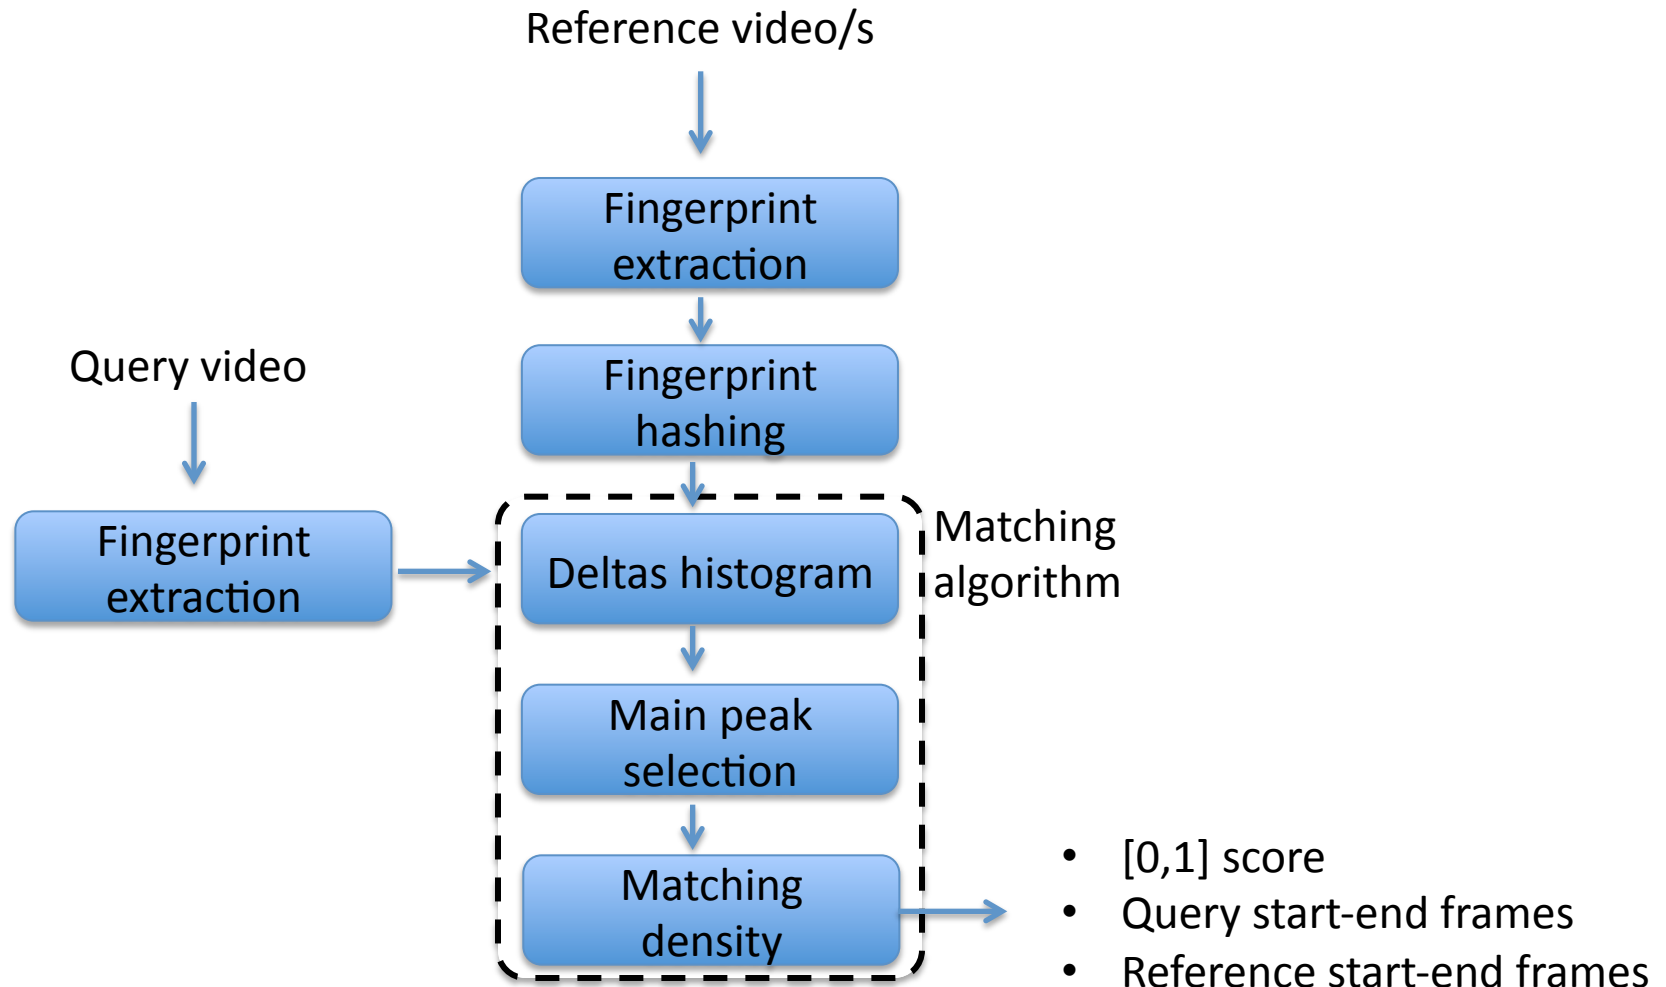 Reference video/s
Fingerprint
extraction
Fingerprint
hashing
Query video
Fingerprint
extraction
Deltas histogram
Matching
algorithm
Main peak
selection
Matching
density
• [0,1] score
• Query start-end frames
• Reference start-end frames